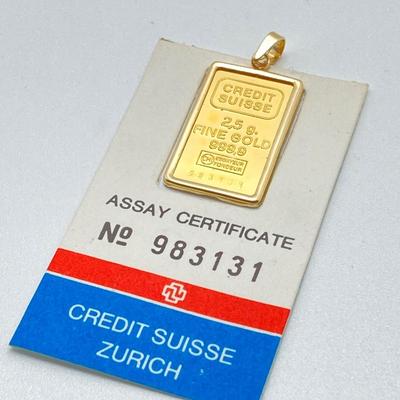 CREDIT
SUISSE
2,5 g.
FINE GOLD
999,9
ESSAYEUR
FONDEUR
ASSAY CERTIFICATE
№ 983131
CREDIT SUISSE
ZURICH